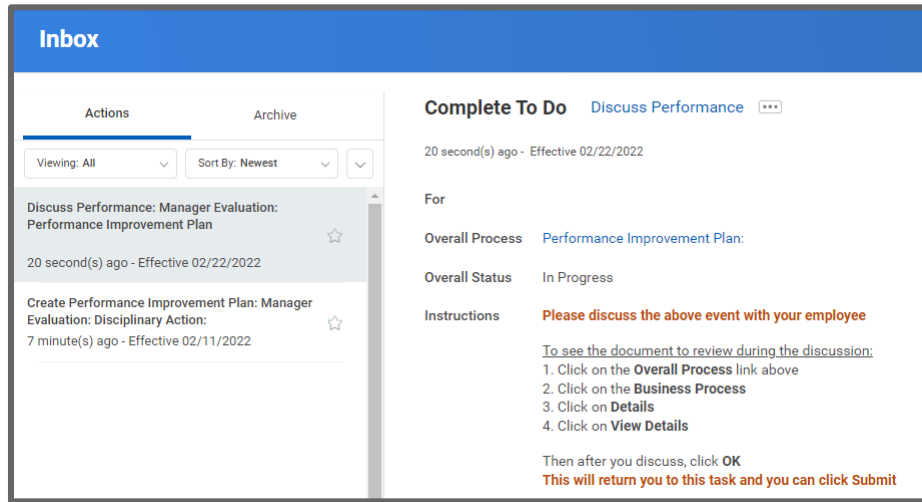 Inbox
Actions
Archive
Viewing: All
Sort By: Newest
Discuss Performance: Manager Evaluation:
Performance Improvement Plan
20 second(s) ago - Effective 02/22/2022
Create Performance Improvement Plan: Manager
Evaluation: Disciplinary Action:
7 minute(s) ago - Effective 02/11/2022
Complete To Do Discuss Performance
20 second(s) ago - Effective 02/22/2022
For
Overall Process Performance Improvement Plan:
Overall Status In Progress
Instructions Please discuss the above event with your employee
To see the document to review during the discussion:
1. Click on the Overall Process link above
2. Click on the Business Process
3. Click on Details
4. Click on View Details
Then after you discuss, click OK
This will return you to this task and you can click Submit